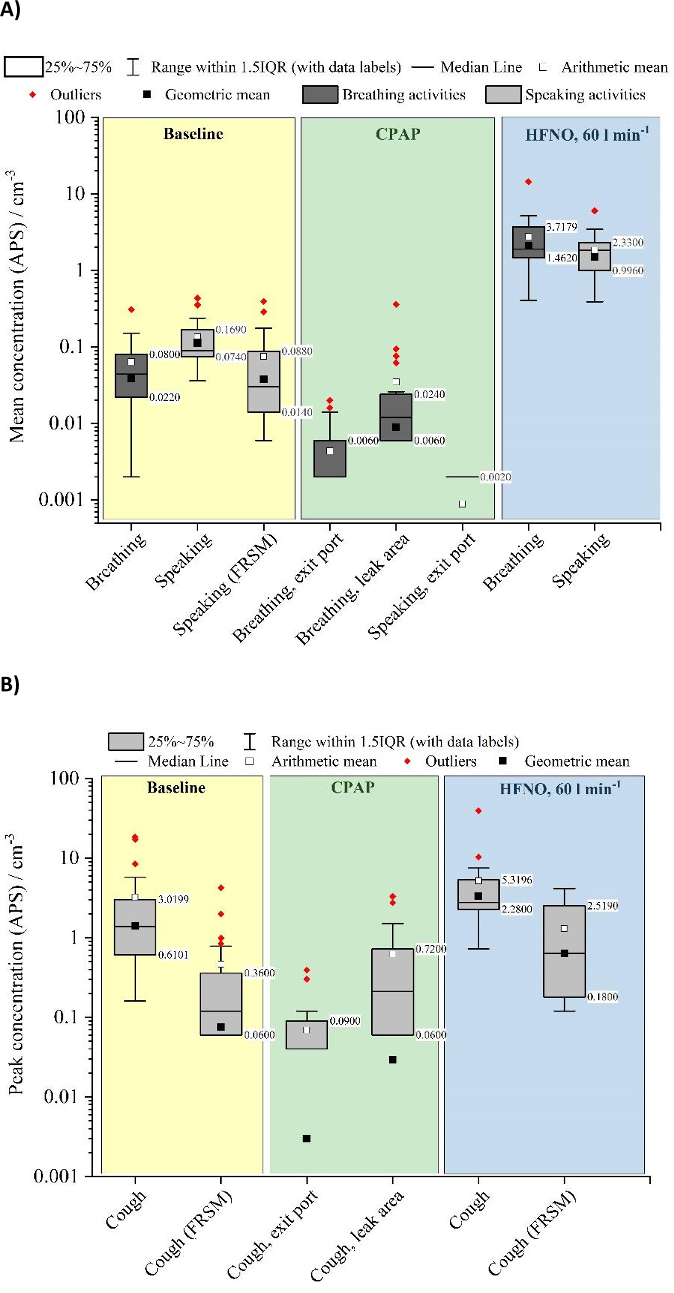 A)
25%~75% Range within 1.5IQR (with data labels) Median Line Arithmetic mean
Outliers Geometric mean Breathing activities Speaking activities
Mean concentration (APS) / cm⁻³
100
10
1
0.1
0.01
0.001
Baseline
CPAP
HFNO, 60 l min⁻¹
0.0800
0.0220
0.1690
0.0740
0.0880
0.0140
0.0060
0.0240
0.0060
0.0020
3.7179
1.4620
2.3300
0.9960
Breathing
Speaking
Speaking (FRSM)
Breathing, exit port
Breathing, leak area
Speaking, exit port
Breathing
Speaking
B)
25%~75% Range within 1.5IQR (with data labels)
Median Line Arithmetic mean Outliers Geometric mean
Peak concentration (APS) / cm⁻³
100
10
1
0.1
0.01
0.001
Baseline
CPAP
HFNO, 60 l min⁻¹
3.0199
0.6101
0.3600
0.0600
0.0900
0.7200
0.0600
5.3196
2.2800
2.5190
0.1800
Cough
Cough (FRSM)
Cough, exit port
Cough, leak area
Cough
Cough (FRSM)